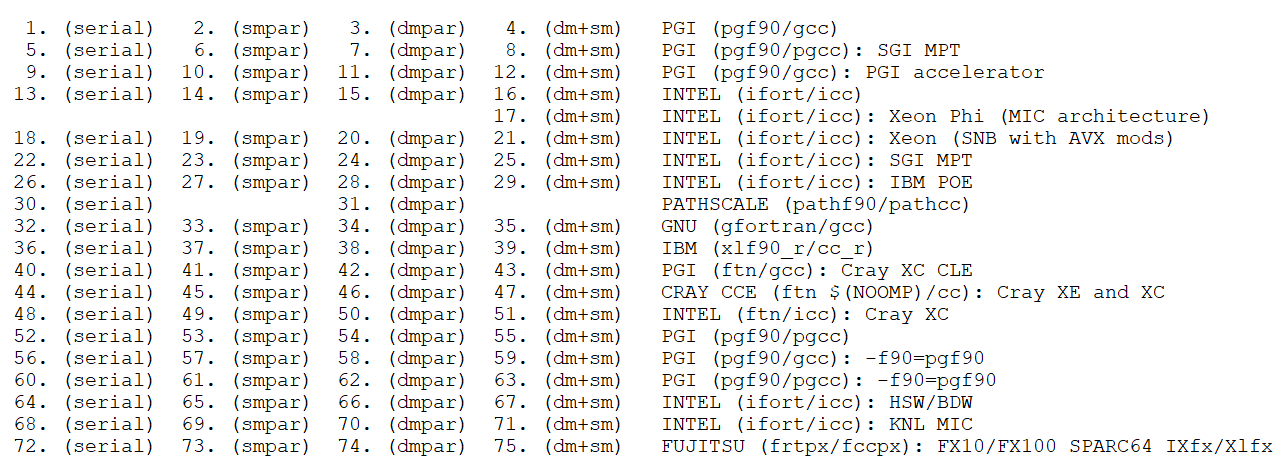 1. (serial)   2. (smpar)   3. (dmpar)   4. (dm+sm)   PGI (pgf90/gcc)
5. (serial)   6. (smpar)   7. (dmpar)   8. (dm+sm)   PGI (pgf90/pgcc): SGI MPT
9. (serial)  10. (smpar)  11. (dmpar)  12. (dm+sm)   PGI (pgf90/gcc): PGI accelerator
13. (serial)  14. (smpar)  15. (dmpar)  16. (dm+sm)   INTEL (ifort/icc)
17. (dm+sm)   INTEL (ifort/icc): Xeon Phi (MIC architecture)
18. (serial)  19. (smpar)  20. (dmpar)  21. (dm+sm)   INTEL (ifort/icc): Xeon (SNB with AVX mods)
22. (serial)  23. (smpar)  24. (dmpar)  25. (dm+sm)   INTEL (ifort/icc): SGI MPT
26. (serial)  27. (smpar)  28. (dmpar)  29. (dm+sm)   INTEL (ifort/icc): IBM POE
30. (serial)               31. (dmpar)                PATHSCALE (pathf90/pathcc)
32. (serial)  33. (smpar)  34. (dmpar)  35. (dm+sm)   GNU (gfortran/gcc)
36. (serial)  37. (smpar)  38. (dmpar)  39. (dm+sm)   IBM (xlf90_r/cc_r)
40. (serial)  41. (smpar)  42. (dmpar)  43. (dm+sm)   PGI (ftn/gcc): Cray XC CLE
44. (serial)  45. (smpar)  46. (dmpar)  47. (dm+sm)   CRAY CCE (ftn $(NOOMP)/cc): Cray XE and XC
48. (serial)  49. (smpar)  50. (dmpar)  51. (dm+sm)   INTEL (ftn/icc): Cray XC
52. (serial)  53. (smpar)  54. (dmpar)  55. (dm+sm)   PGI (pgf90/pgcc)
56. (serial)  57. (smpar)  58. (dmpar)  59. (dm+sm)   PGI (pgf90/gcc): -f90=pgf90
60. (serial)  61. (smpar)  62. (dmpar)  63. (dm+sm)   PGI (pgf90/pgcc): -f90=pgf90
64. (serial)  65. (smpar)  66. (dmpar)  67. (dm+sm)   INTEL (ifort/icc): HSW/BDW
68. (serial)  69. (smpar)  70. (dmpar)  71. (dm+sm)   INTEL (ifort/icc): KNL MIC
72. (serial)  73. (smpar)  74. (dmpar)  75. (dm+sm)   FUJITSU (frtpx/fccpx): FX10/FX100 SPARC64 IXfx/Xlfx